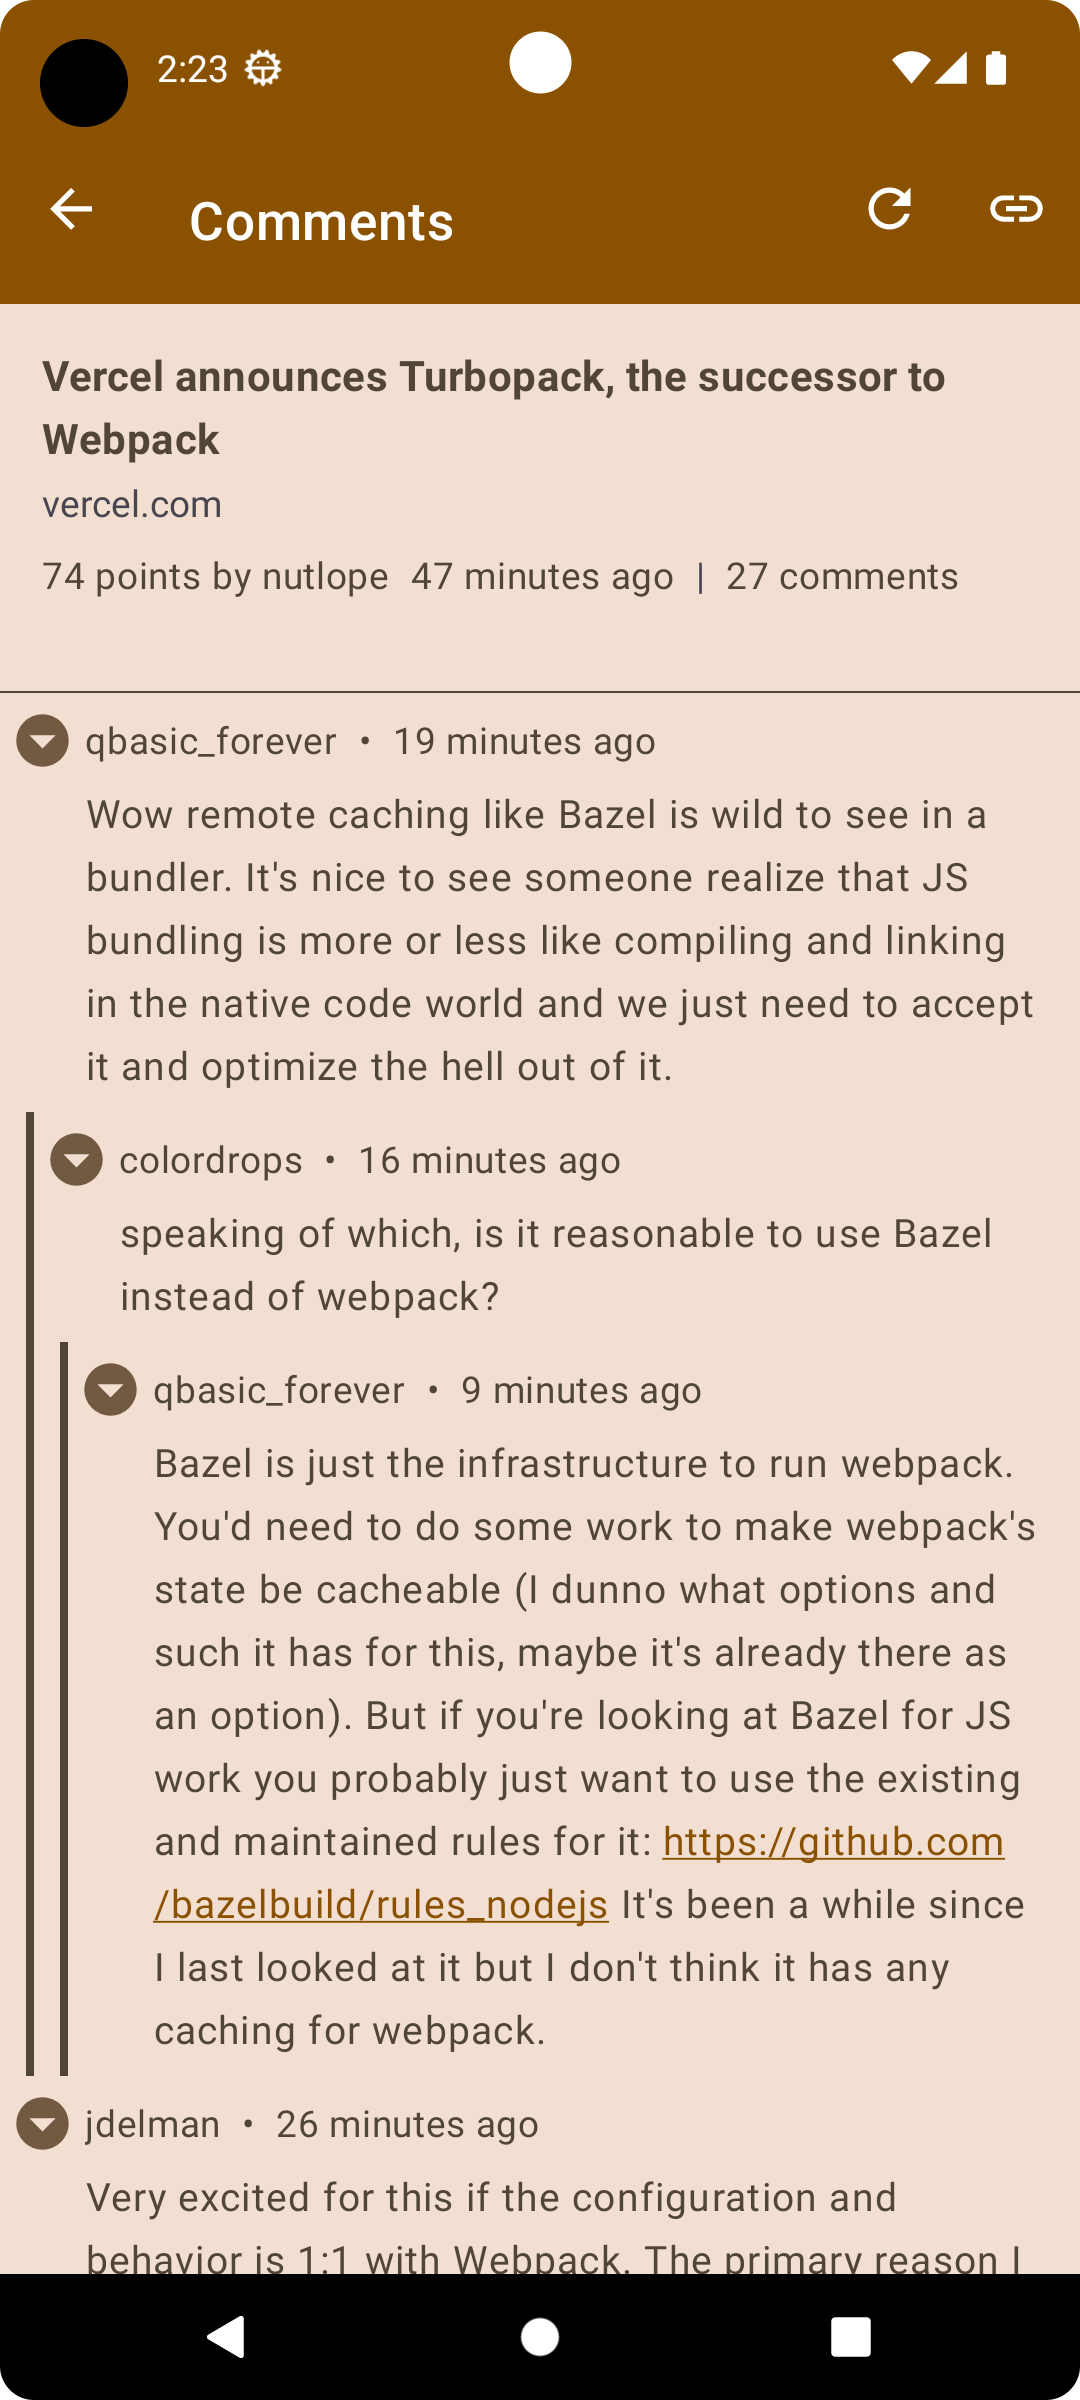 2:23
Comments
Vercel announces Turbopack, the successor to
Webpack
vercel.com
74 points by nutlope 47 minutes ago | 27 comments
qbasic_forever • 19 minutes ago
Wow remote caching like Bazel is wild to see in a
bundler. It's nice to see someone realize that JS
bundling is more or less like compiling and linking
in the native code world and we just need to accept
it and optimize the hell out of it.
colordrops • 16 minutes ago
speaking of which, is it reasonable to use Bazel
instead of webpack?
qbasic_forever • 9 minutes ago
Bazel is just the infrastructure to run webpack.
You'd need to do some work to make webpack's
state be cacheable (I dunno what options and
such it has for this, maybe it's already there as
an option). But if you're looking at Bazel for JS
work you probably just want to use the existing
and maintained rules for it: https://github.com
/bazelbuild/rules_nodejs It's been a while since
I last looked at it but I don't think it has any
caching for webpack.
jdelman • 26 minutes ago
Very excited for this if the configuration and
behavior is 1:1 with Webpack. The primary reason I